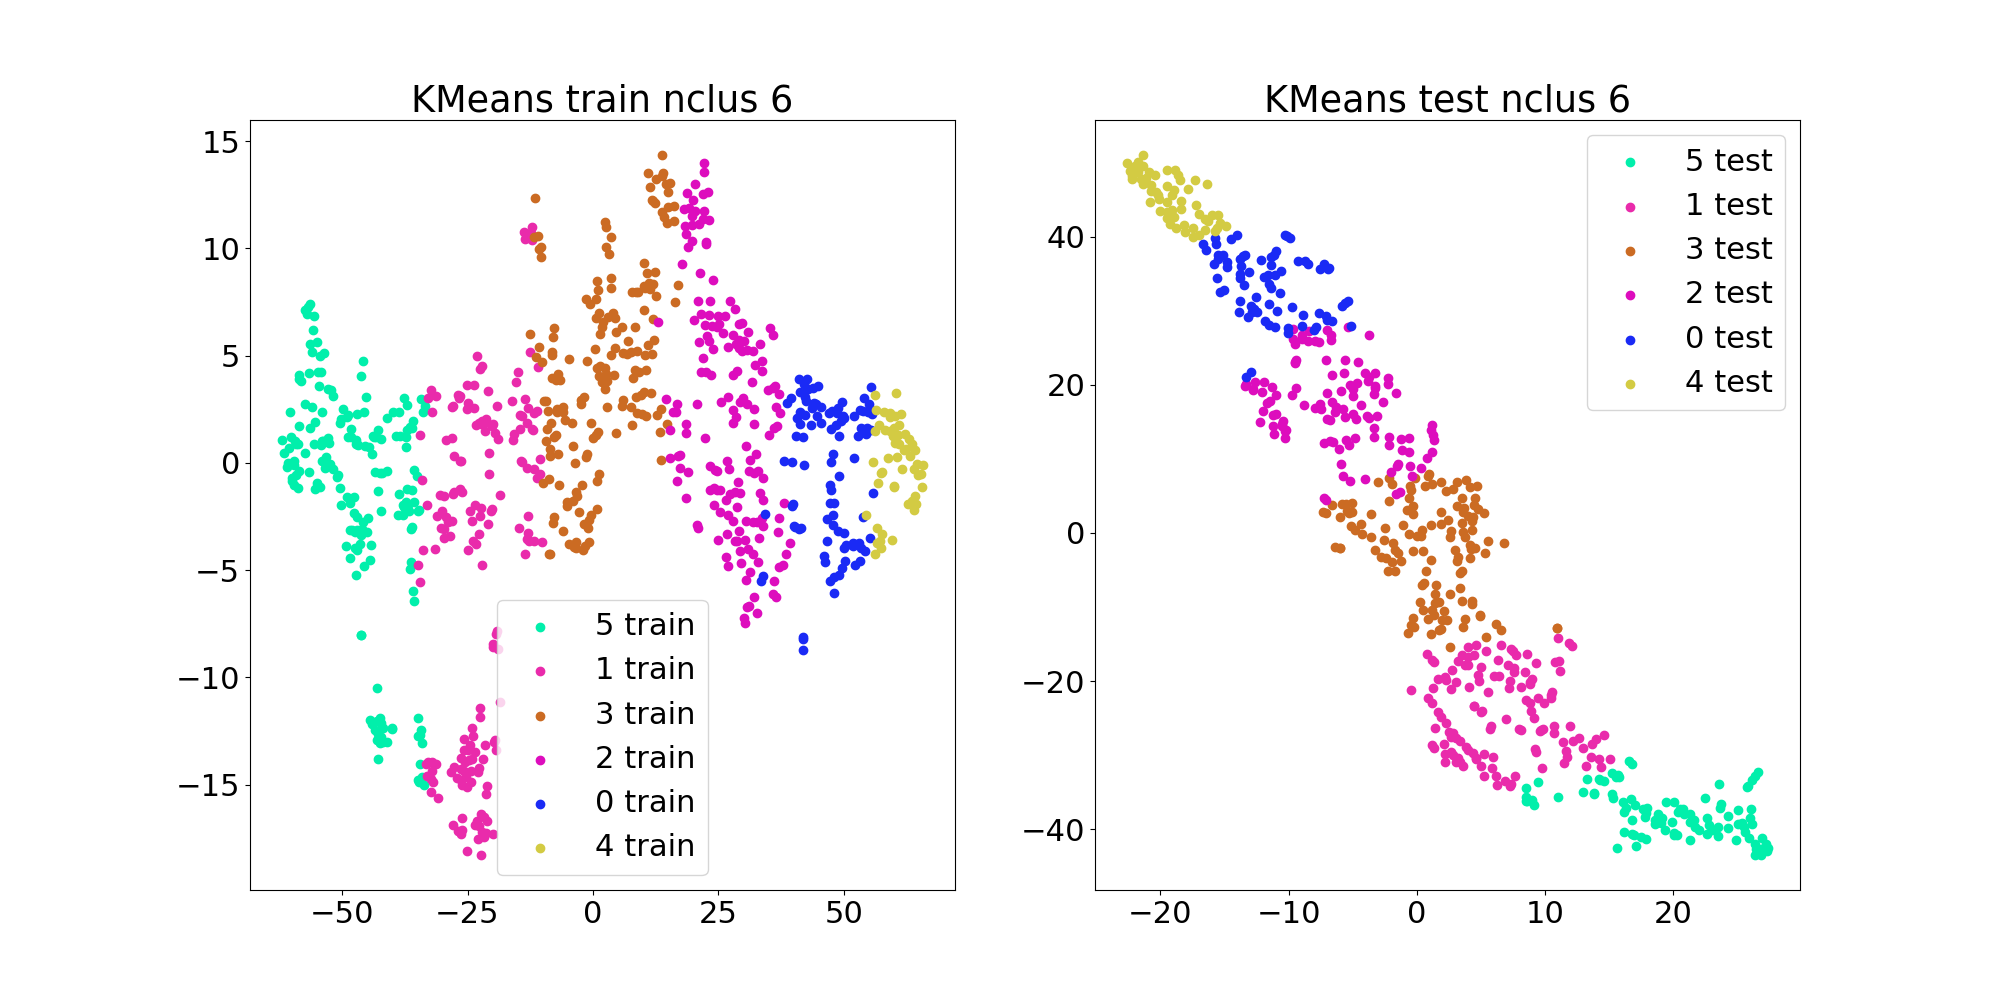 KMeans train nclus 6
15
10
5
0
−5
−10
−15
−50
−25
0
25
50
5 train
1 train
3 train
2 train
0 train
4 train
KMeans test nclus 6
40
20
0
−20
−40
−20
−10
0
10
20
5 test
1 test
3 test
2 test
0 test
4 test